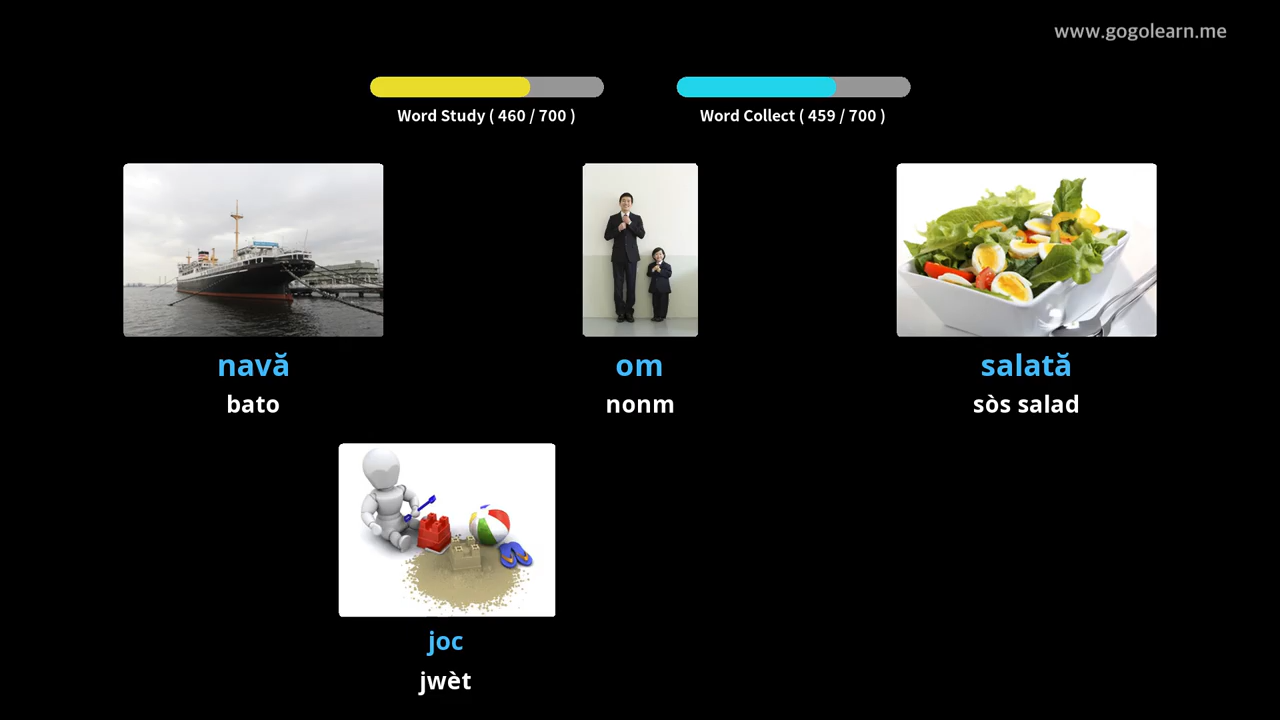 www.gogolearn.me
Word Study ( 460 / 700 )
Word Collect ( 459 / 700 )
navă
bato
om
nonm
salată
sòs salad
joc
jwèt